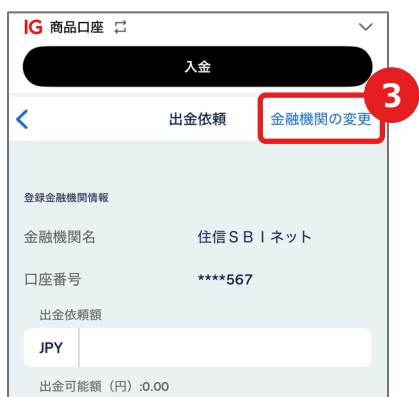 IG 商品口座
入金
3
出金依頼 金融機関の変更
登録金融機関情報
金融機関名 住信ＳＢＩネット
口座番号 ****567
出金依頼額
JPY
出金可能額（円）:0.00